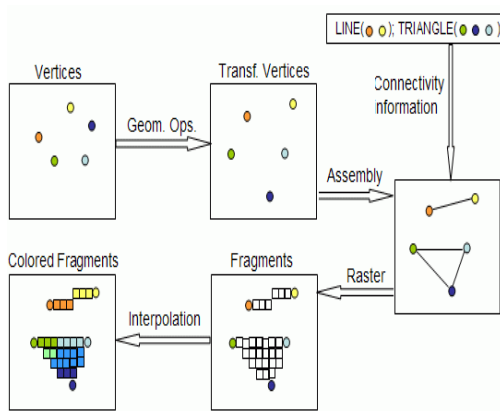 LINE( ); TRIANGLE( )
Vertices
Transf. Vertices
Connectivity
information
Geom. Ops.
Assembly
Colored Fragments
Fragments
Raster
Interpolation